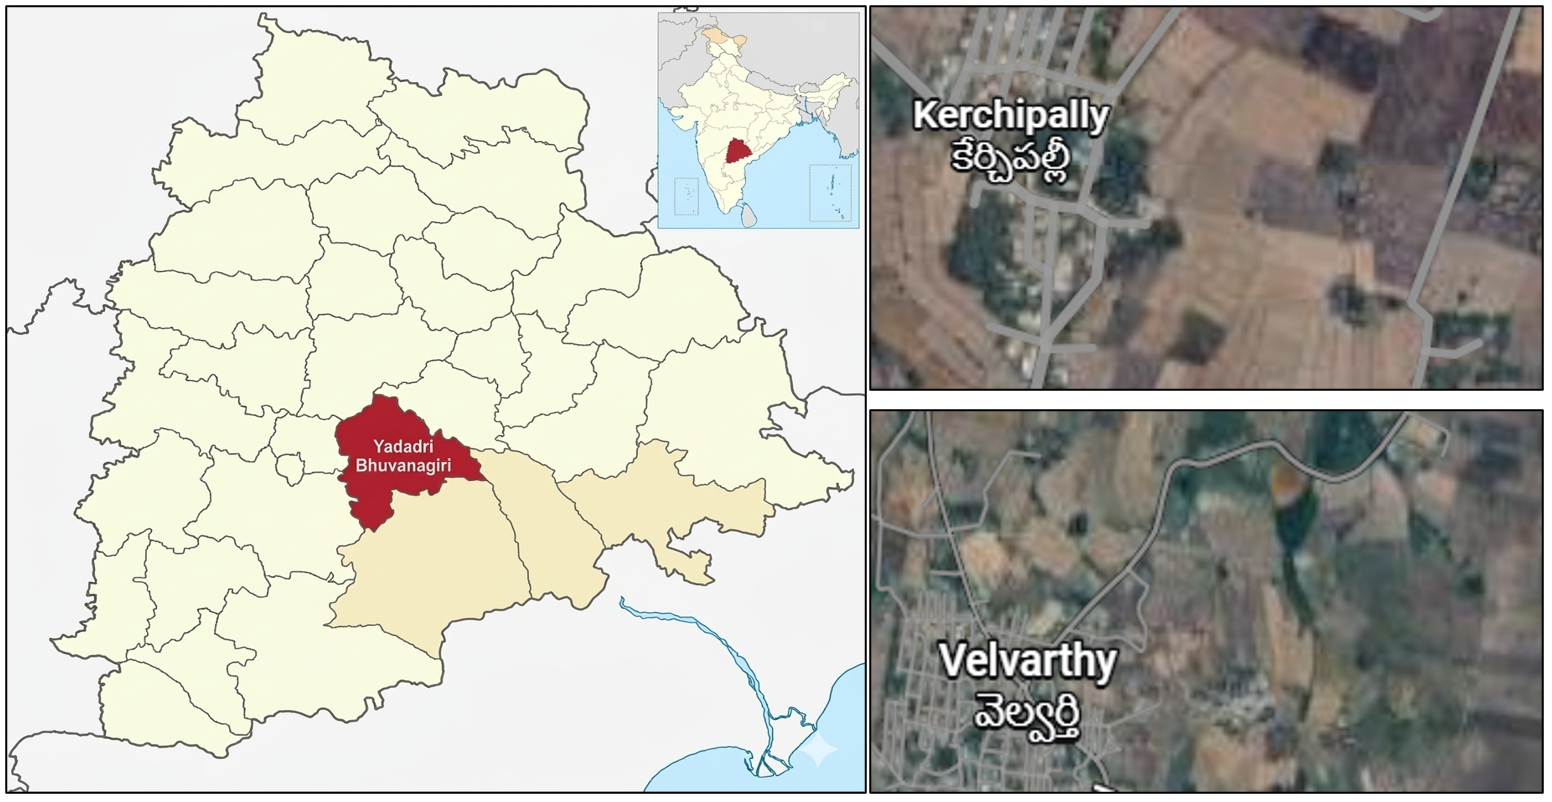 Yadadri
Bhuvanagiri
Kerchipally
కేర్చిపల్లీ
Velvarthy
వెల్వర్తి